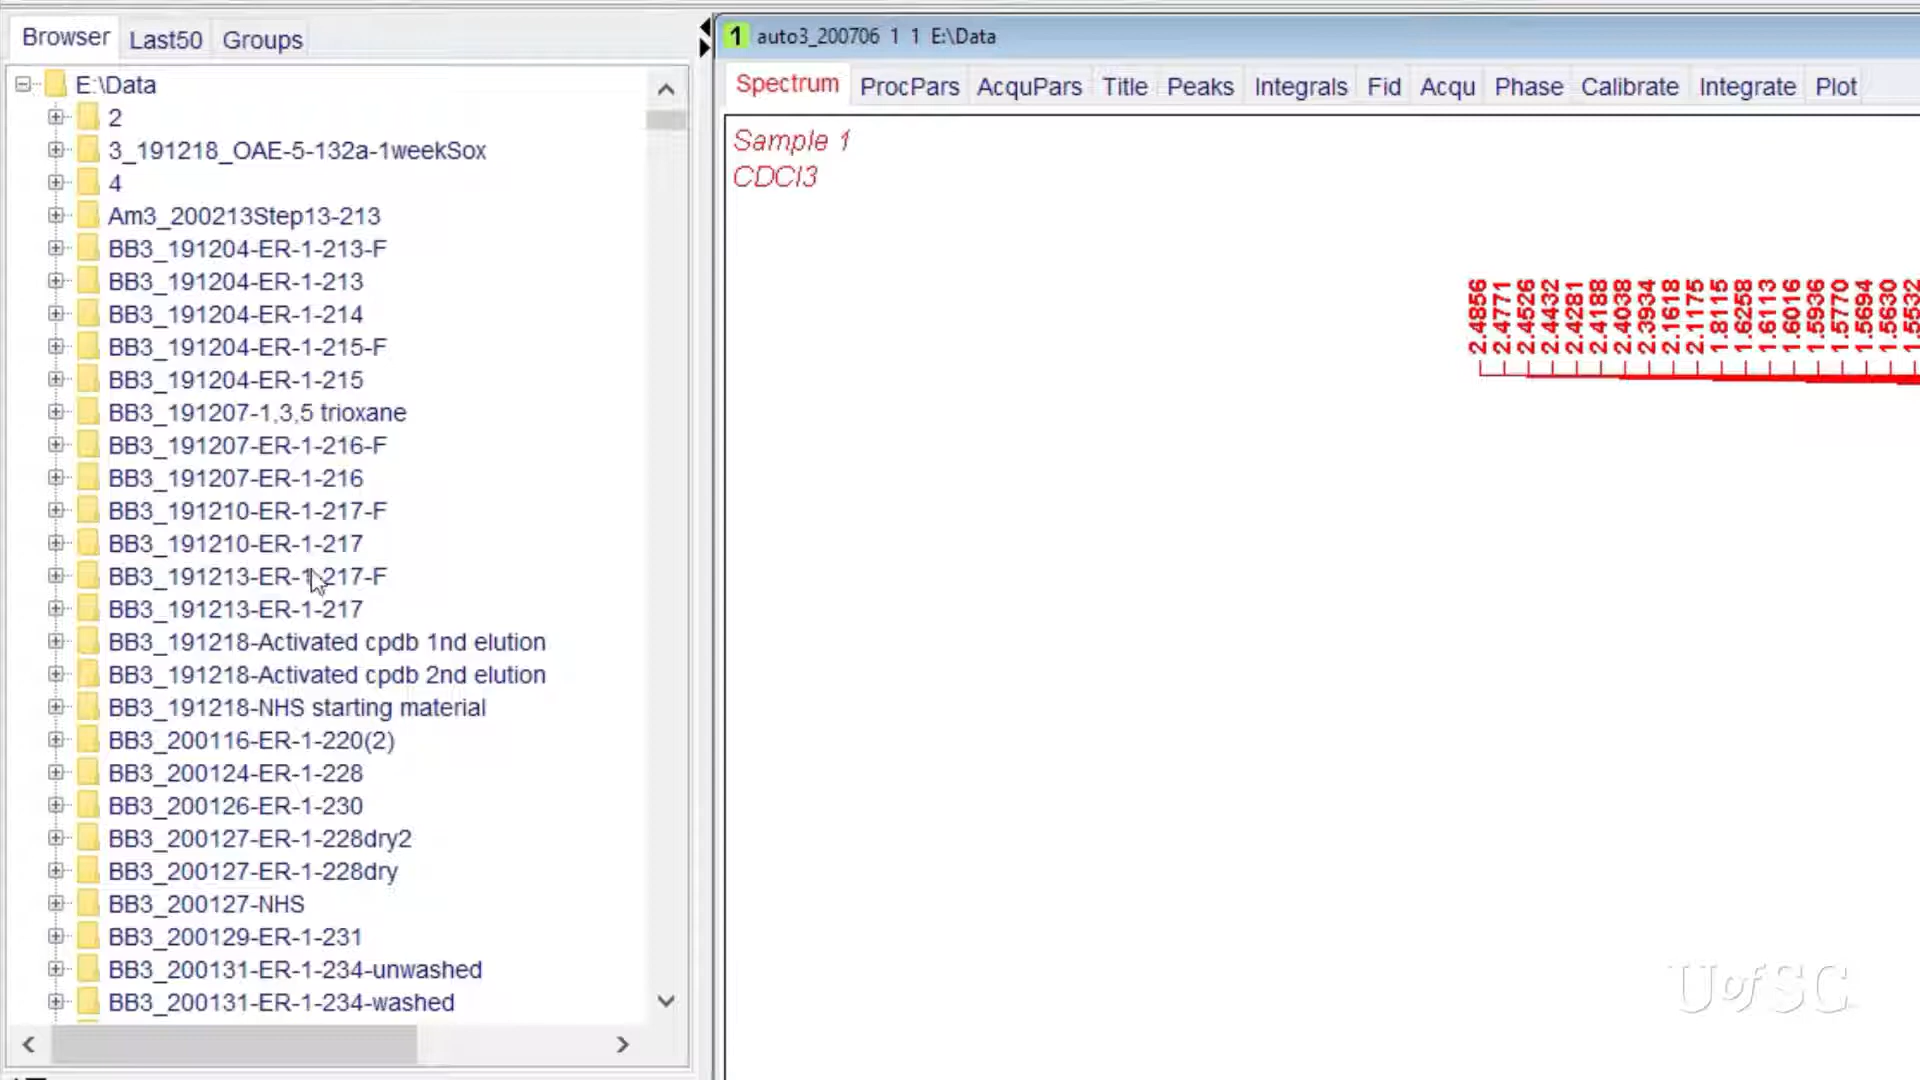 Browser Last50 Groups
E:\Data
2
3_191218_OAE-5-132a-1weekSox
4
Am3_200213Step13-213
BB3_191204-ER-1-213-F
BB3_191204-ER-1-213
BB3_191204-ER-1-214
BB3_191204-ER-1-215-F
BB3_191204-ER-1-215
BB3_191207-1,3,5 trioxane
BB3_191207-ER-1-216-F
BB3_191207-ER-1-216
BB3_191210-ER-1-217-F
BB3_191210-ER-1-217
BB3_191213-ER-1-217-F
BB3_191213-ER-1-217
BB3_191218-Activated cpdb 1nd elution
BB3_191218-Activated cpdb 2nd elution
BB3_191218-NHS starting material
BB3_200116-ER-1-220(2)
BB3_200124-ER-1-228
BB3_200126-ER-1-230
BB3_200127-ER-1-228dry2
BB3_200127-ER-1-228dry
BB3_200127-NHS
BB3_200129-ER-1-231
BB3_200131-ER-1-234-unwashed
BB3_200131-ER-1-234-washed
1 auto3_200706 1 1 E:\Data
Spectrum ProcPars AcquPars Title Peaks Integrals Fid Acqu Phase Calibrate Integrate Plot
Sample 1
CDCl3
2.4856
2.4771
2.4526
2.4432
2.4281
2.4188
2.4038
2.3934
2.1618
2.1175
1.8115
1.6258
1.6113
1.6016
1.5936
1.5770
1.5694
1.5630
1.5532
UofSC